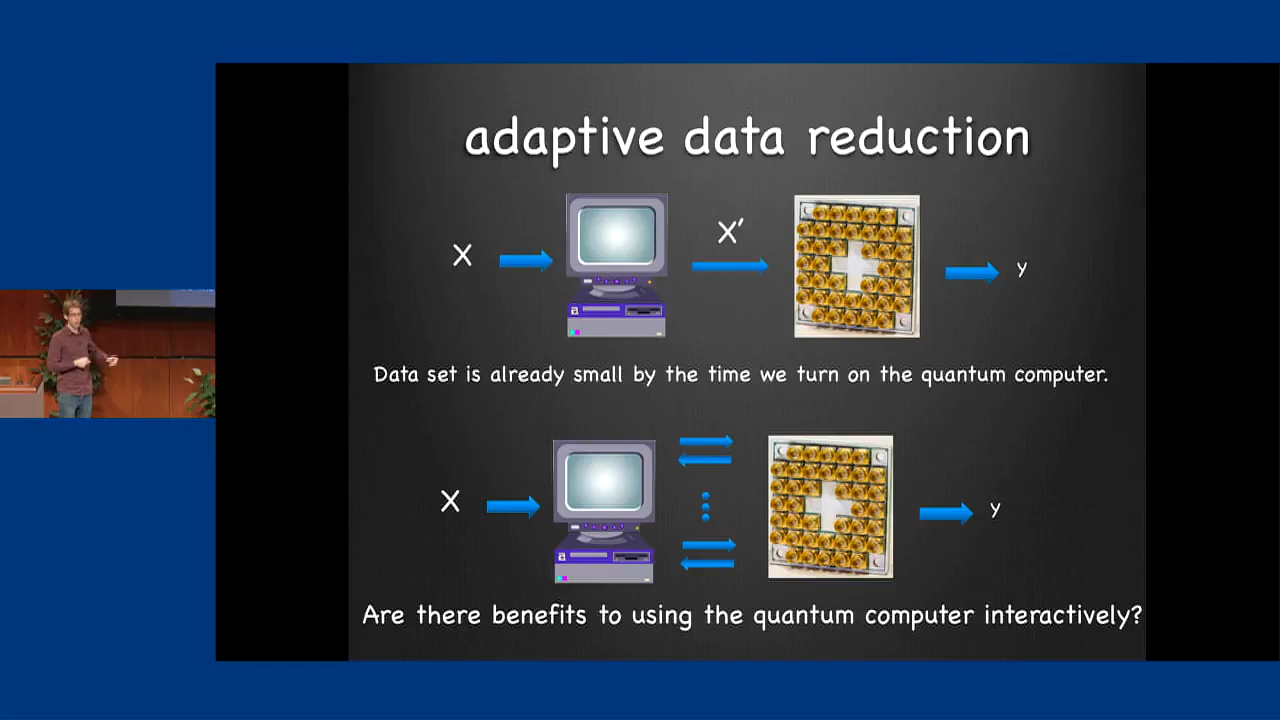 adaptive data reduction
X
X′
y
Data set is already small by the time we turn on the quantum computer.
X
y
Are there benefits to using the quantum computer interactively?